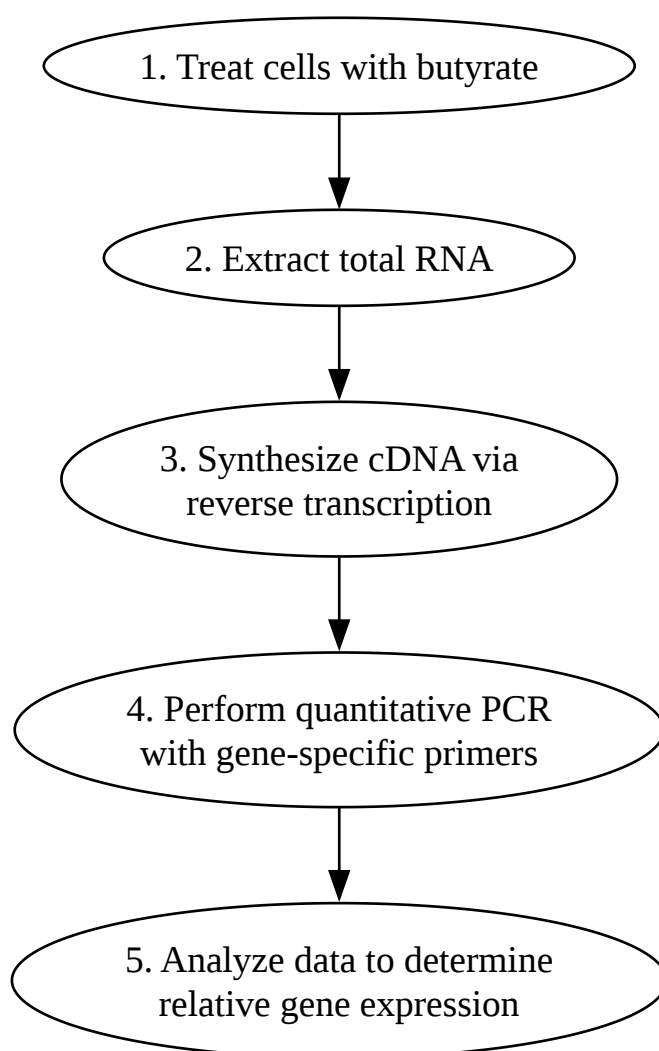 1. Treat cells with butyrate
2. Extract total RNA
3. Synthesize cDNA via
reverse transcription
4. Perform quantitative PCR
with gene-specific primers
5. Analyze data to determine
relative gene expression